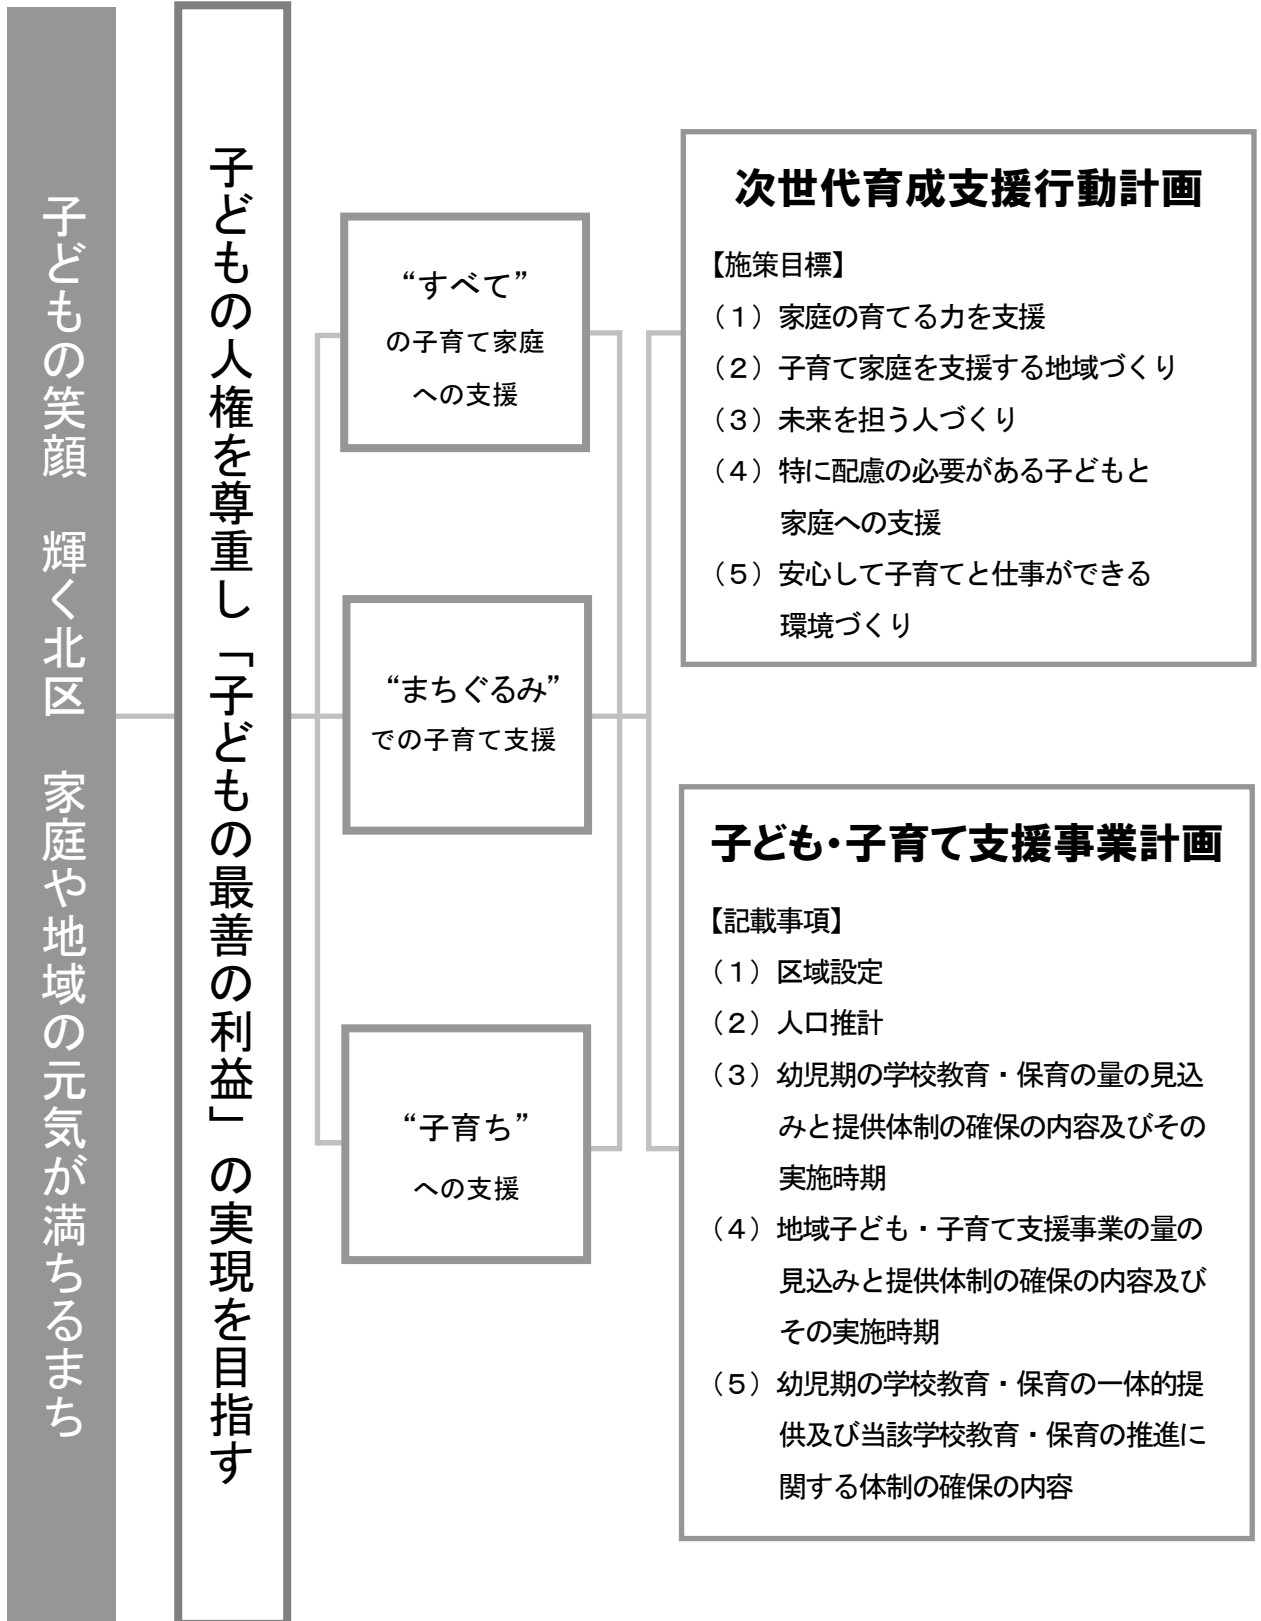 子どもの笑顔　輝く北区　家庭や地域の元気が満ちるまち
子どもの人権を尊重し「子どもの最善の利益」の実現を目指す
“すべて”
の子育て家庭
への支援
“まちぐるみ”
での子育て支援
“子育ち”
への支援
次世代育成支援行動計画
【施策目標】
（１）家庭の育てる力を支援
（２）子育て家庭を支援する地域づくり
（３）未来を担う人づくり
（４）特に配慮の必要がある子どもと
家庭への支援
（５）安心して子育てと仕事ができる
環境づくり
子ども・子育て支援事業計画
【記載事項】
（１）区域設定
（２）人口推計
（３）幼児期の学校教育・保育の量の見込
みと提供体制の確保の内容及びその
実施時期
（４）地域子ども・子育て支援事業の量の
見込みと提供体制の確保の内容及び
その実施時期
（５）幼児期の学校教育・保育の一体的提
供及び当該学校教育・保育の推進に
関する体制の確保の内容